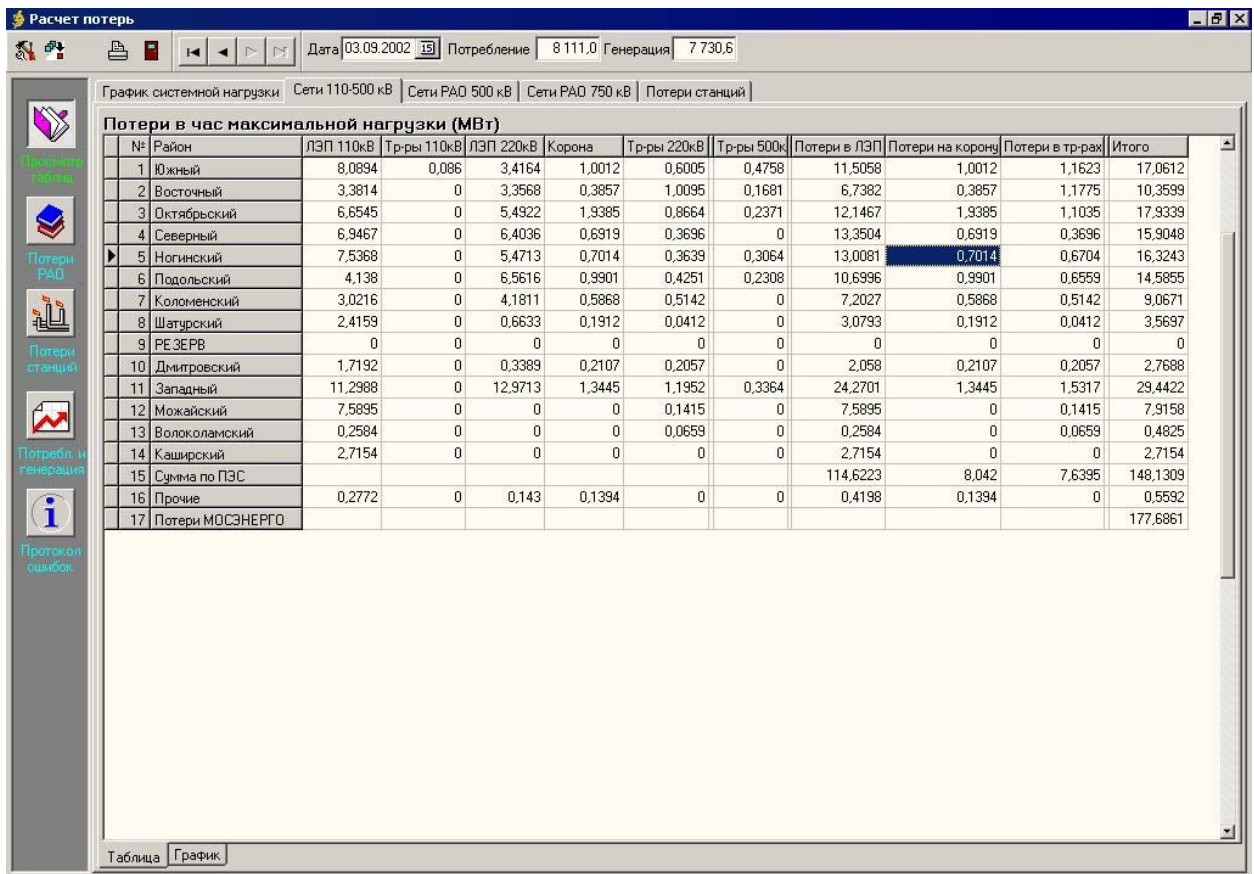 Расчет потерь
Дата 03.09.2002 15 Потребление 8 111,0 Генерация 7 730,6
График системной нагрузки Сети 110-500 кВ Сети РАО 500 кВ Сети РАО 750 кВ Потери станций
Просмотр
таблиц
Потери
РАО
Потери
станций
Потребл. и
генерация
Протокол
ошибок
Потери в час максимальной нагрузки (МВт)
№ Район ЛЭП 110кВ Тр-ры 110кВ ЛЭП 220кВ Корона Тр-ры 220кВ Тр-ры 500к Потери в ЛЭП Потери на корону Потери в тр-рах Итого
1 Южный 8,0894 0,086 3,4164 1,0012 0,6005 0,4758 11,5058 1,0012 1,1623 17,0612
2 Восточный 3,3814 0 3,3568 0,3857 1,0095 0,1681 6,7382 0,3857 1,1775 10,3599
3 Октябрьский 6,6545 0 5,4922 1,9385 0,8664 0,2371 12,1467 1,9385 1,1035 17,9339
4 Северный 6,9467 0 6,4036 0,6919 0,3696 0 13,3504 0,6919 0,3696 15,9048
5 Ногинский 7,5368 0 5,4713 0,7014 0,3639 0,3064 13,0081 0,7014 0,6704 16,3243
6 Подольский 4,138 0 6,5616 0,9901 0,4251 0,2308 10,6996 0,9901 0,6559 14,5855
7 Коломенский 3,0216 0 4,1811 0,5868 0,5142 0 7,2027 0,5868 0,5142 9,0671
8 Шатурский 2,4159 0 0,6633 0,1912 0,0412 0 3,0793 0,1912 0,0412 3,5697
9 РЕЗЕРВ 0 0 0 0 0 0 0 0 0 0
10 Дмитровский 1,7192 0 0,3389 0,2107 0,2057 0 2,058 0,2107 0,2057 2,7688
11 Западный 11,2988 0 12,9713 1,3445 1,1952 0,3364 24,2701 1,3445 1,5317 29,4422
12 Можайский 7,5895 0 0 0 0,1415 0 7,5895 0 0,1415 7,9158
13 Волоколамский 0,2584 0 0 0 0,0659 0 0,2584 0 0,0659 0,4825
14 Каширский 2,7154 0 0 0 0 0 2,7154 0 0 2,7154
15 Сумма по ПЭС 114,6223 8,042 7,6395 148,1309
16 Прочие 0,2772 0 0,143 0,1394 0 0 0,4198 0,1394 0 0,5592
17 Потери МОСЭНЕРГО 177,6861
Таблица График